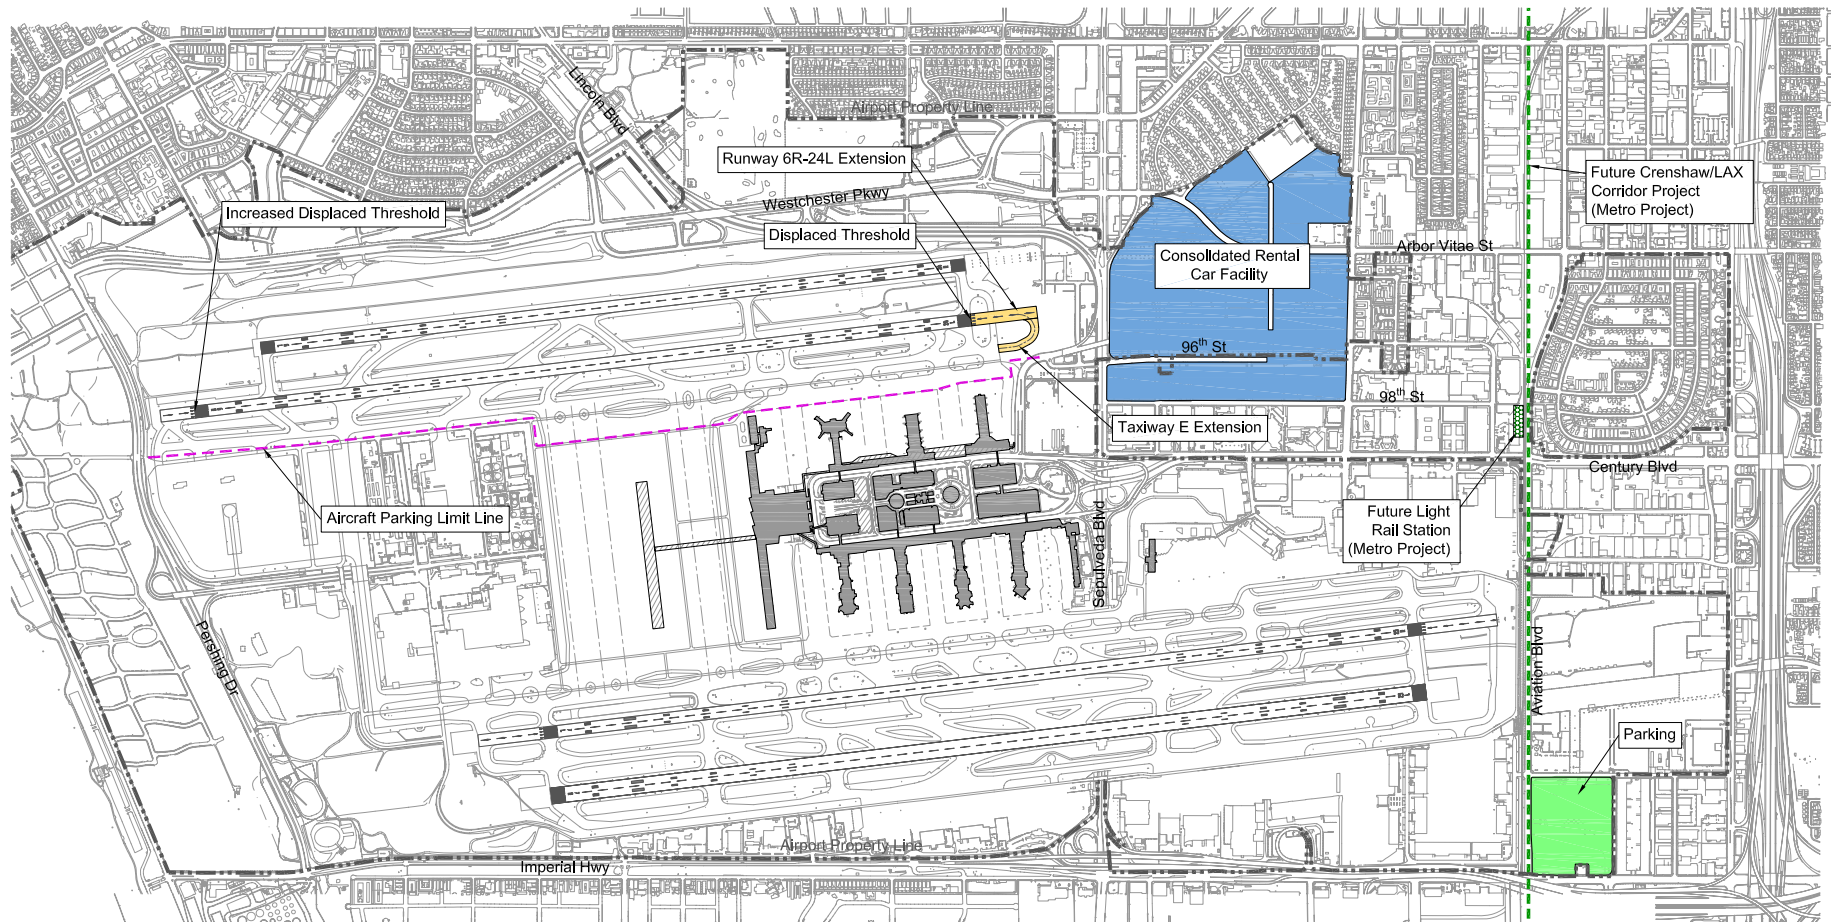 Lincoln Blvd
Airport Property Line
Runway 6R-24L Extension
Future Crenshaw/LAX
Corridor Project
(Metro Project)
Westchester Pkwy
Increased Displaced Threshold
Displaced Threshold
Arbor Vitae St
Consolidated Rental
Car Facility
96th St
98th St
Taxiway E Extension
Century Blvd
Aircraft Parking Limit Line
Future Light
Rail Station
(Metro Project)
Sepulveda Blvd
Pershing Dr
Aviation Blvd
Parking
Airport Property Line
Imperial Hwy